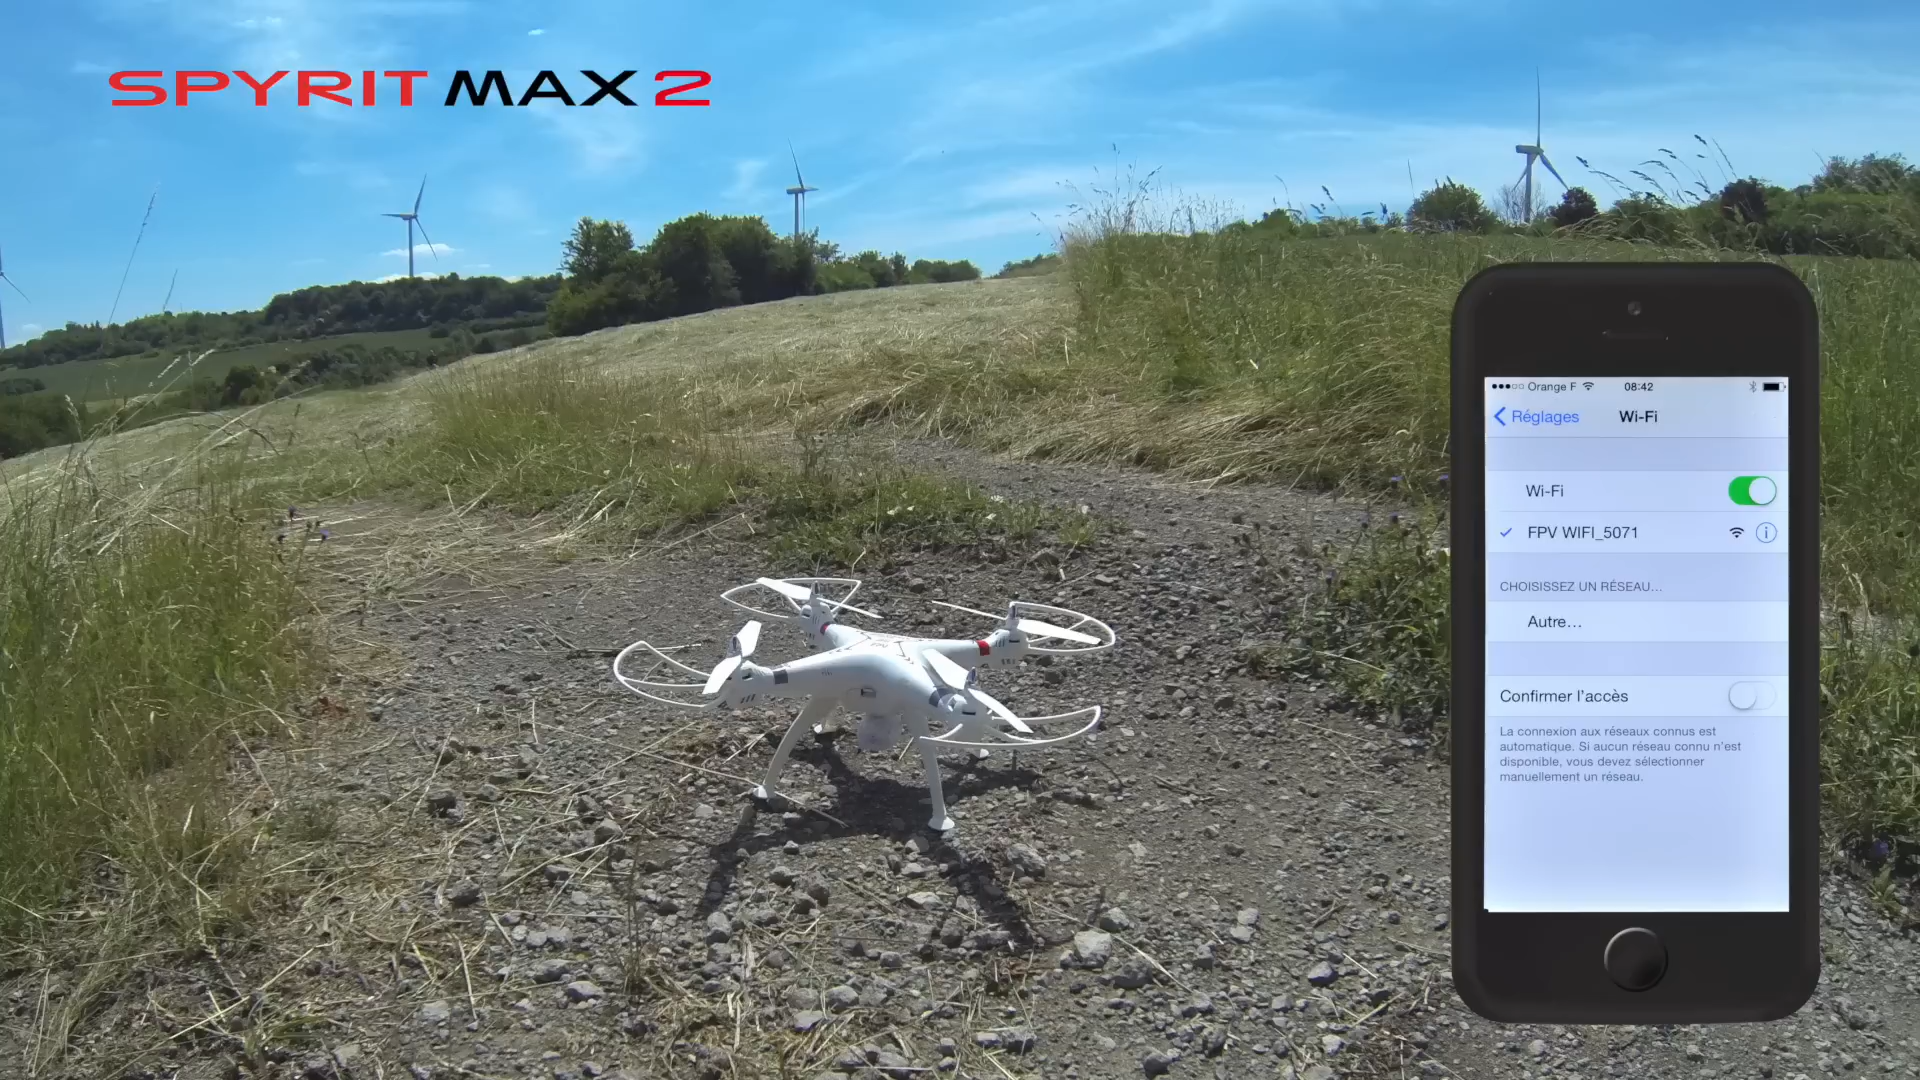 SPYRIT MAX 2
Orange F 08:42
Réglages Wi-Fi
Wi-Fi
FPV WIFI_5071
CHOISISSEZ UN RÉSEAU...
Autre...
Confirmer l'accès
La connexion aux réseaux connus est
automatique. Si aucun réseau connu n'est
disponible, vous devez sélectionner
manuellement un réseau.